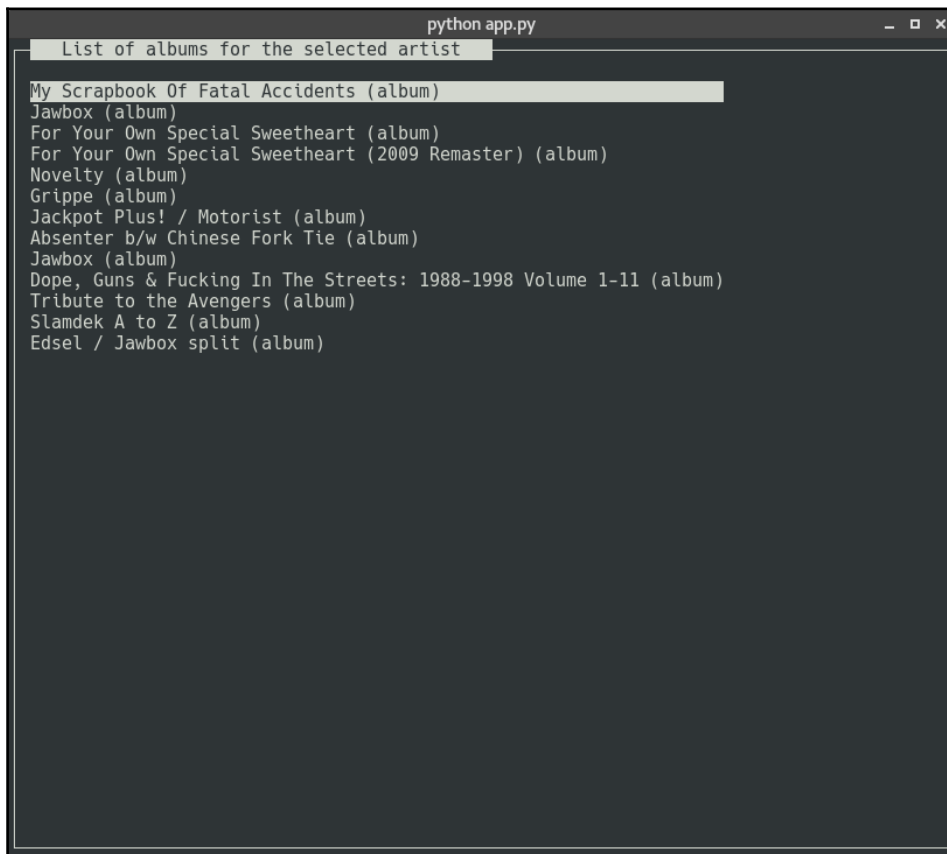 python app.py
List of albums for the selected artist
My Scrapbook Of Fatal Accidents (album)
Jawbox (album)
For Your Own Special Sweetheart (album)
For Your Own Special Sweetheart (2009 Remaster) (album)
Novelty (album)
Grippe (album)
Jackpot Plus! / Motorist (album)
Absenter b/w Chinese Fork Tie (album)
Jawbox (album)
Dope, Guns & Fucking In The Streets: 1988-1998 Volume 1-11 (album)
Tribute to the Avengers (album)
Slamdek A to Z (album)
Edsel / Jawbox split (album)